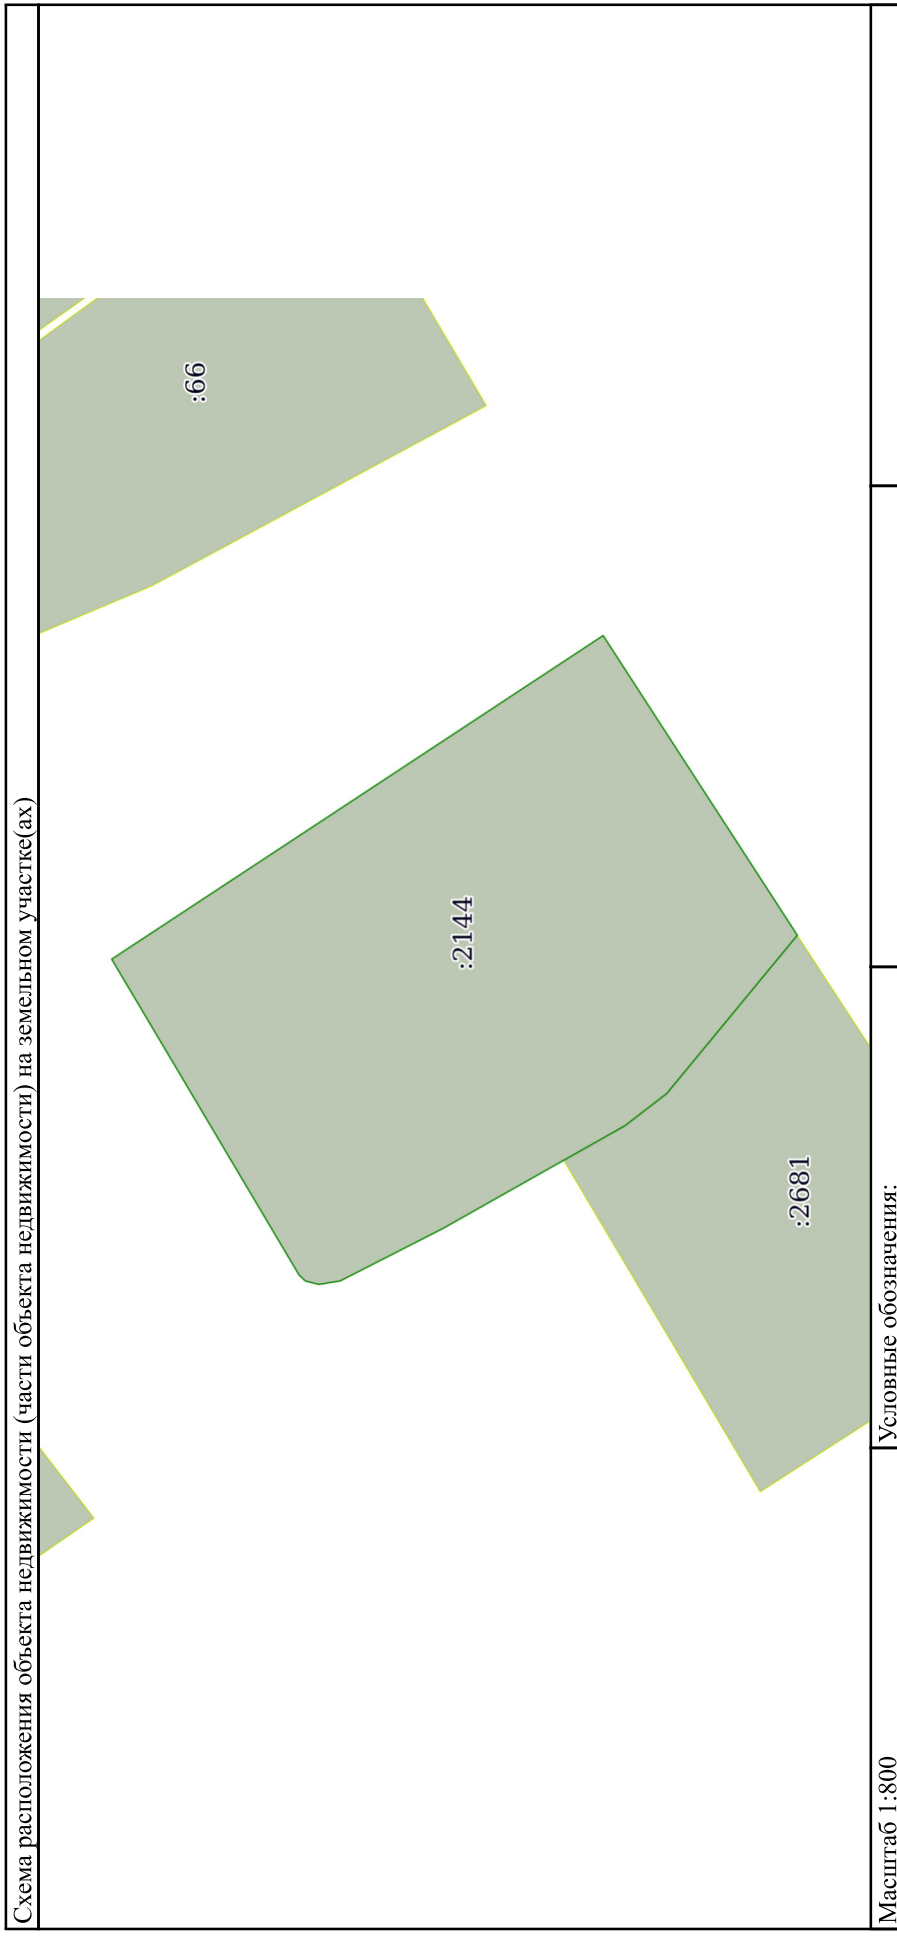 Схема расположения объекта недвижимости (части объекта недвижимости) на земельном участке(ах)
:66
:2144
:2681
Масштаб 1:800
Условные обозначения: